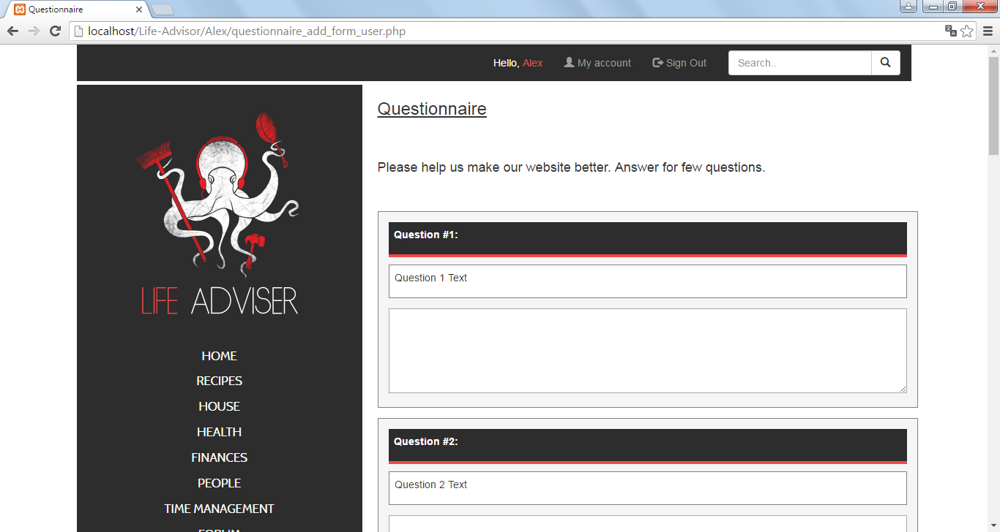 Questionnaire
localhost/Life-Advisor/Alex/questionnaire_add_form_user.php
Hello, Alex My account Sign Out Search..
LIFE ADVISER
HOME
RECIPES
HOUSE
HEALTH
FINANCES
PEOPLE
TIME MANAGEMENT
FORUM
Questionnaire
Please help us make our website better. Answer for few questions.
Question #1:
Question 1 Text
Question #2:
Question 2 Text